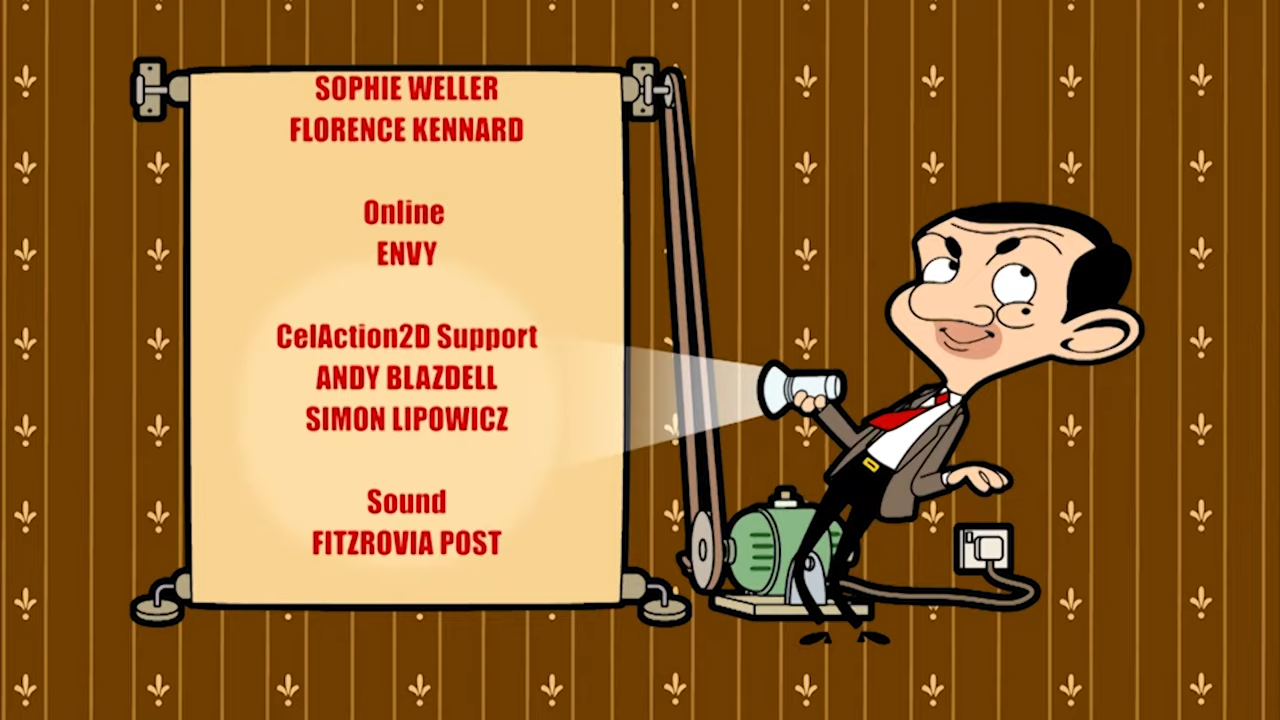 SOPHIE WELLER
FLORENCE KENNARD
Online
ENVY
CelAction2D Support
ANDY BLAZDELL
SIMON LIPOWICZ
Sound
FITZROVIA POST